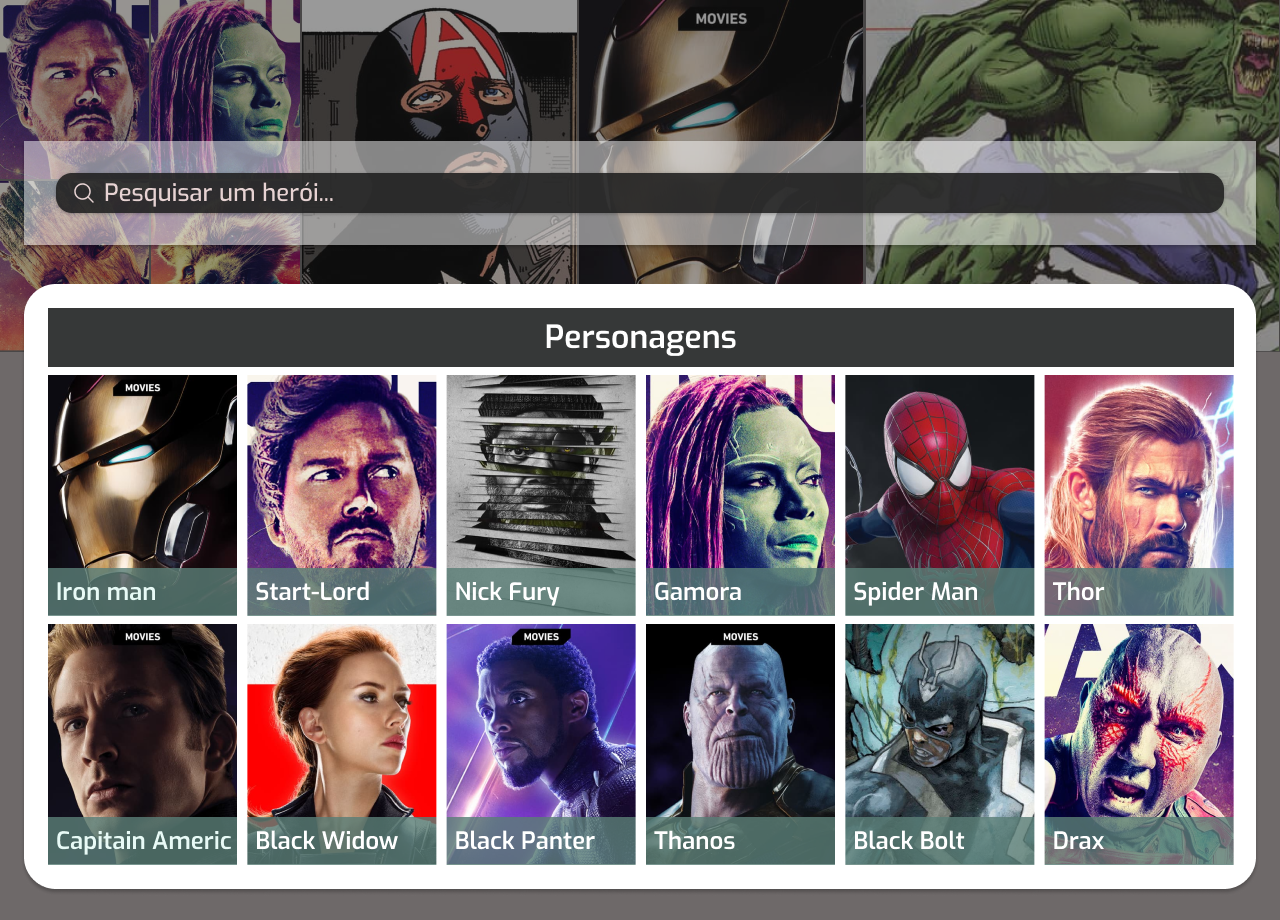 MOVIES
A
Pesquisar um herói...
Personagens
MOVIES
Iron man
Start-Lord
Nick Fury
Gamora
Spider Man
Thor
MOVIES
MOVIES
MOVIES
Capitain Americ
Black Widow
Black Panter
Thanos
Black Bolt
Drax